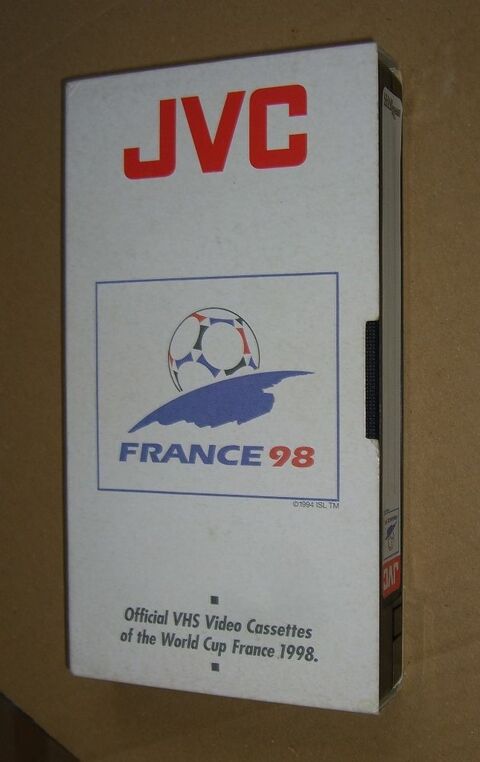 JVC
FRANCE 98
©1994 ISL TM
Official VHS Video Cassettes
of the World Cup France 1998.
JVC